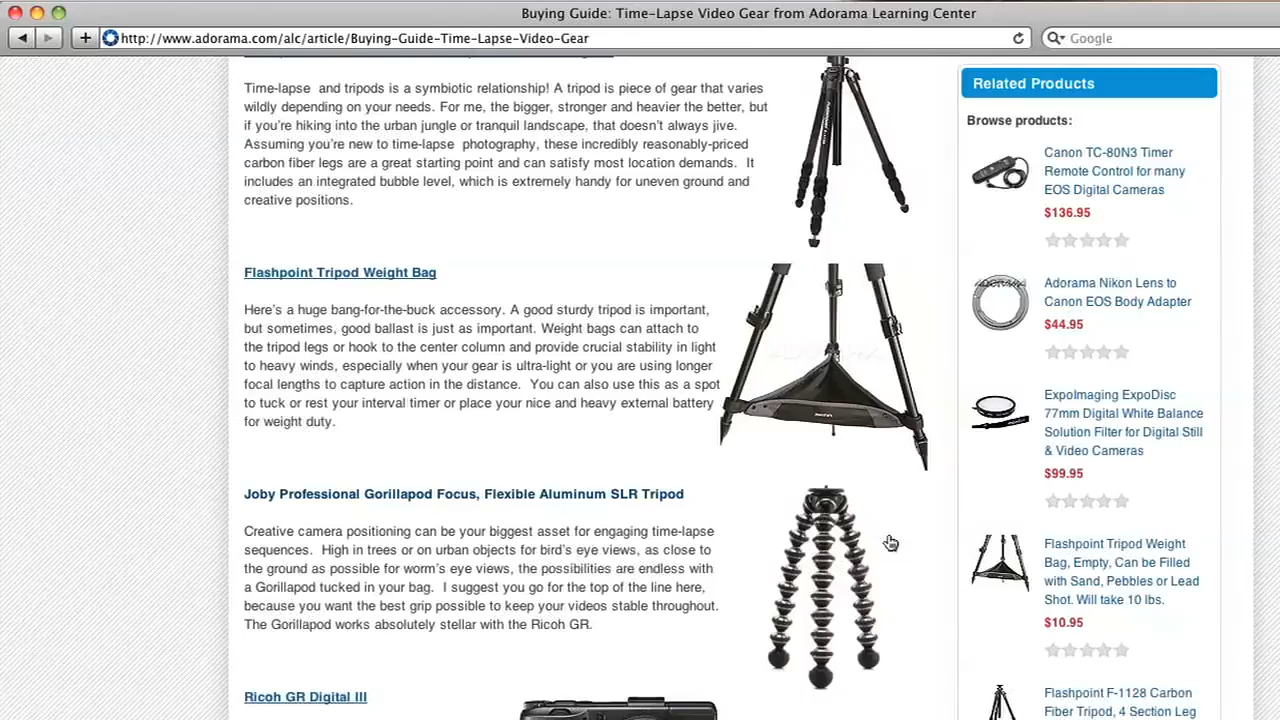 Buying Guide: Time-Lapse Video Gear from Adorama Learning Center
http://www.adorama.com/alc/article/Buying-Guide-Time-Lapse-Video-Gear
Google
Time-lapse and tripods is a symbiotic relationship! A tripod is piece of gear that varies
wildly depending on your needs. For me, the bigger, stronger and heavier the better, but
if you're hiking into the urban jungle or tranquil landscape, that doesn't always jive.
Assuming you're new to time-lapse photography, these incredibly reasonably-priced
carbon fiber legs are a great starting point and can satisfy most location demands. It
includes an integrated bubble level, which is extremely handy for uneven ground and
creative positions.
Flashpoint Tripod Weight Bag
Here's a huge bang-for-the-buck accessory. A good sturdy tripod is important,
but sometimes, good ballast is just as important. Weight bags can attach to
the tripod legs or hook to the center column and provide crucial stability in light
to heavy winds, especially when your gear is ultra-light or you are using longer
focal lengths to capture action in the distance. You can also use this as a spot
to tuck or rest your interval timer or place your nice and heavy external battery
for weight duty.
Joby Professional Gorillapod Focus, Flexible Aluminum SLR Tripod
Creative camera positioning can be your biggest asset for engaging time-lapse
sequences. High in trees or on urban objects for bird's eye views, as close to
the ground as possible for worm's eye views, the possibilities are endless with
a Gorillapod tucked in your bag. I suggest you go for the top of the line here,
because you want the best grip possible to keep your videos stable throughout.
The Gorillapod works absolutely stellar with the Ricoh GR.
Ricoh GR Digital III
Related Products
Browse products:
Canon TC-80N3 Timer
Remote Control for many
EOS Digital Cameras
$136.95
ADORAMA
Adorama Nikon Lens to
Canon EOS Body Adapter
$44.95
ExpoImaging ExpoDisc
77mm Digital White Balance
Solution Filter for Digital Still
& Video Cameras
$99.95
Flashpoint Tripod Weight
Bag, Empty, Can be Filled
with Sand, Pebbles or Lead
Shot. Will take 10 lbs.
$10.95
Flashpoint F-1128 Carbon
Fiber Tripod, 4 Section Leg